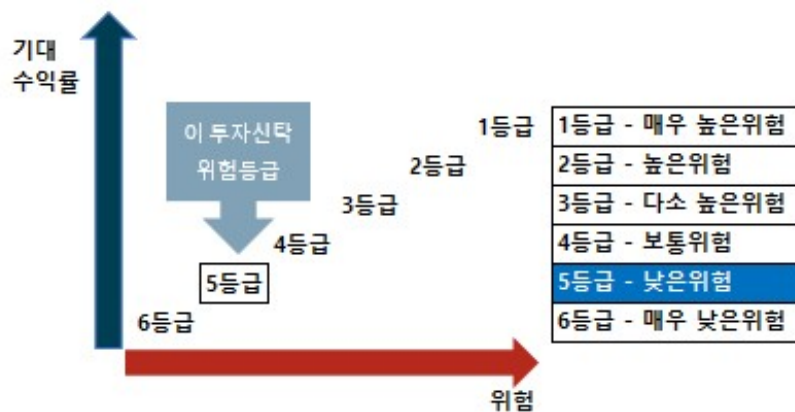 기대
수익률
이 투자신탁
위험등급
1등급
2등급
3등급
4등급
5등급
6등급
위험
1등급 - 매우 높은위험
2등급 - 높은위험
3등급 - 다소 높은위험
4등급 - 보통위험
5등급 - 낮은위험
6등급 - 매우 낮은위험